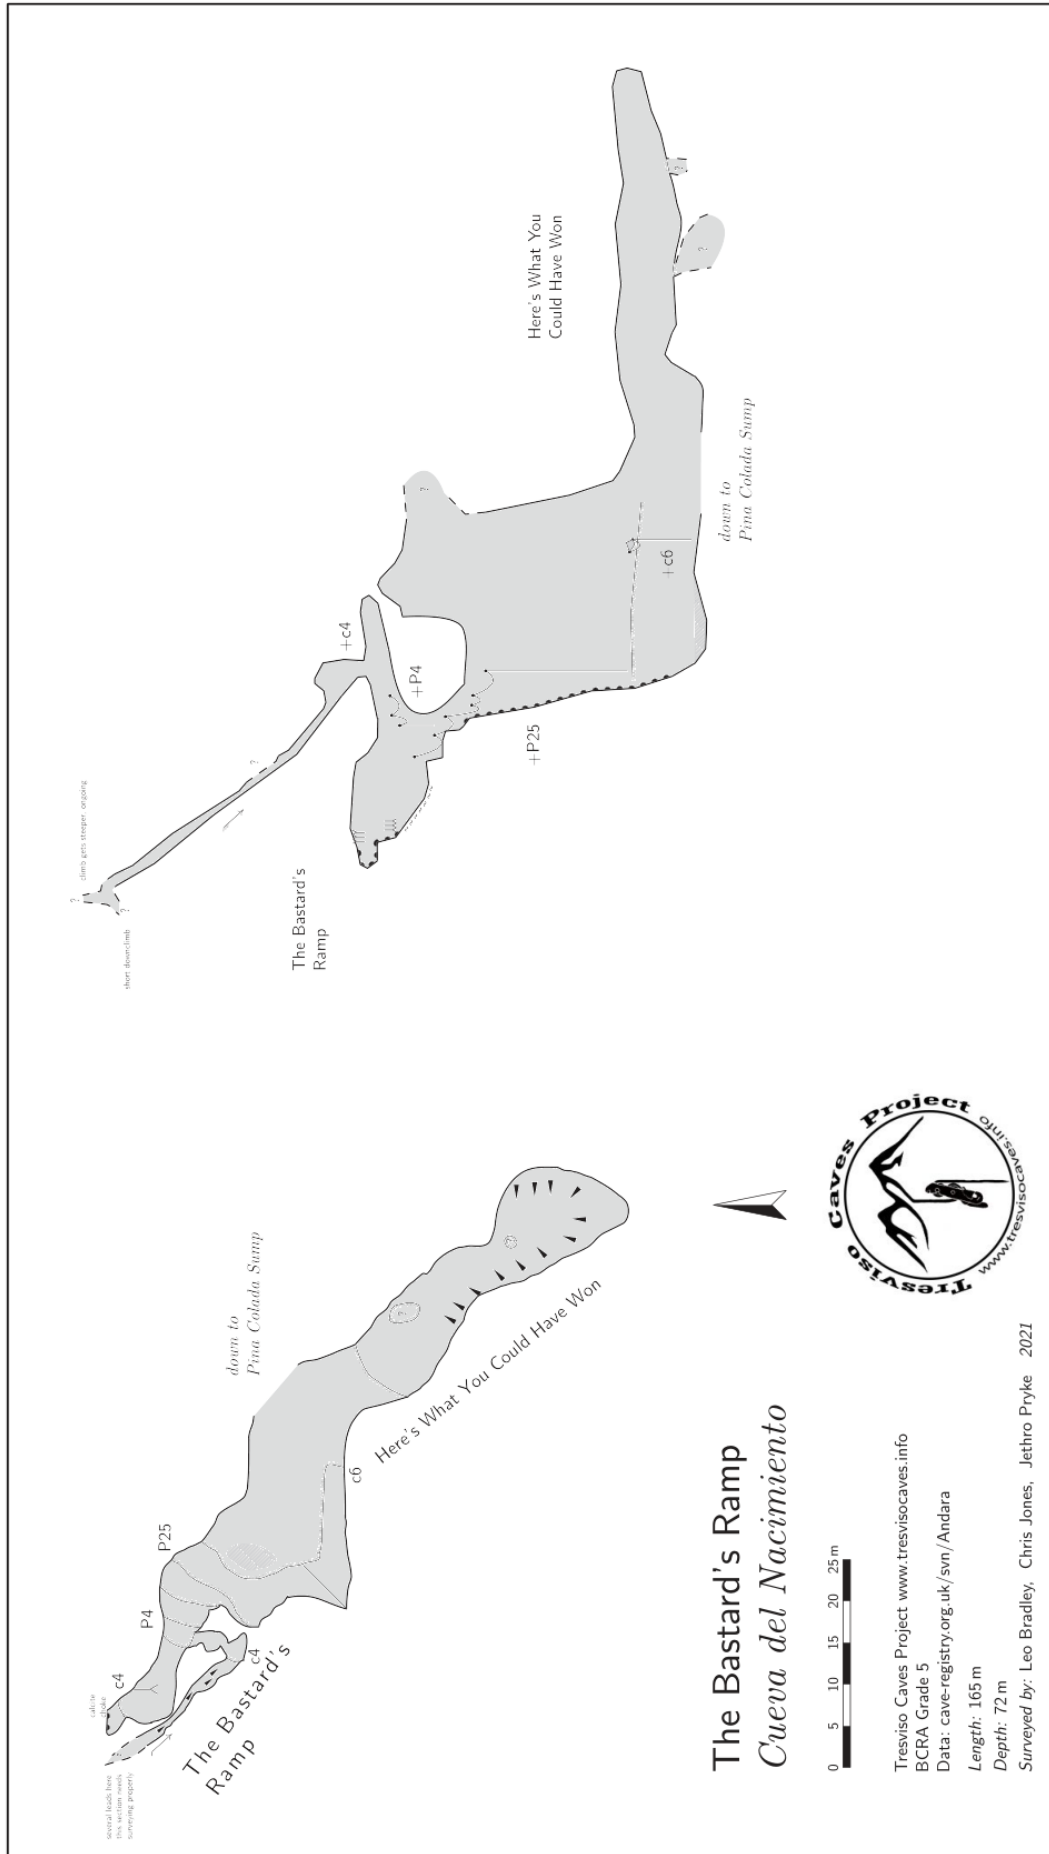 The Bastard's Ramp
Cueva del Nacimiento
0 5 10 15 20 25m
Tresviso Caves Project www.tresvisocaves.info
BCRA Grade 5
Data: cave-registry.org.uk/svn/Andara
Length: 165m
Depth: 72m
Surveyed by: Leo Bradley, Chris Jones, Jethro Pryke 2021
Tresviso Caves Project
www.tresvisocaves.info
several leads here
this section needs
surveying properly
calcite
choke
c4
P4
P25
c4
The Bastard's
Ramp
c6
down to
Pina Colada Sump
Here's What You Could Have Won
?
?
?
short downclimb
climb gets steeper, ongoing
?
?
?
The Bastard's
Ramp
+c4
+P4
+P25
?
+c6
down to
Pina Colada Sump
Here's What You
Could Have Won
?
?